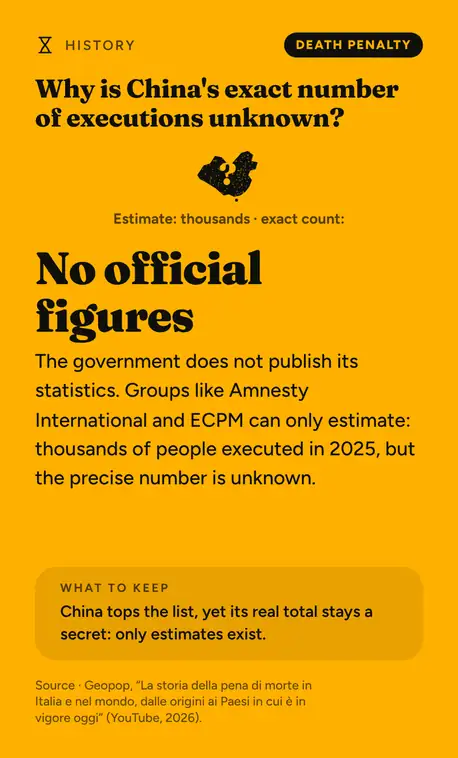 HISTORY
DEATH PENALTY
Why is China's exact number
of executions unknown?
?
Estimate: thousands · exact count:
No official
figures
The government does not publish its
statistics. Groups like Amnesty
International and ECPM can only estimate:
thousands of people executed in 2025, but
the precise number is unknown.
WHAT TO KEEP
China tops the list, yet its real total stays a
secret: only estimates exist.
Source · Geopop, “La storia della pena di morte in
Italia e nel mondo, dalle origini ai Paesi in cui è in
vigore oggi” (YouTube, 2026).